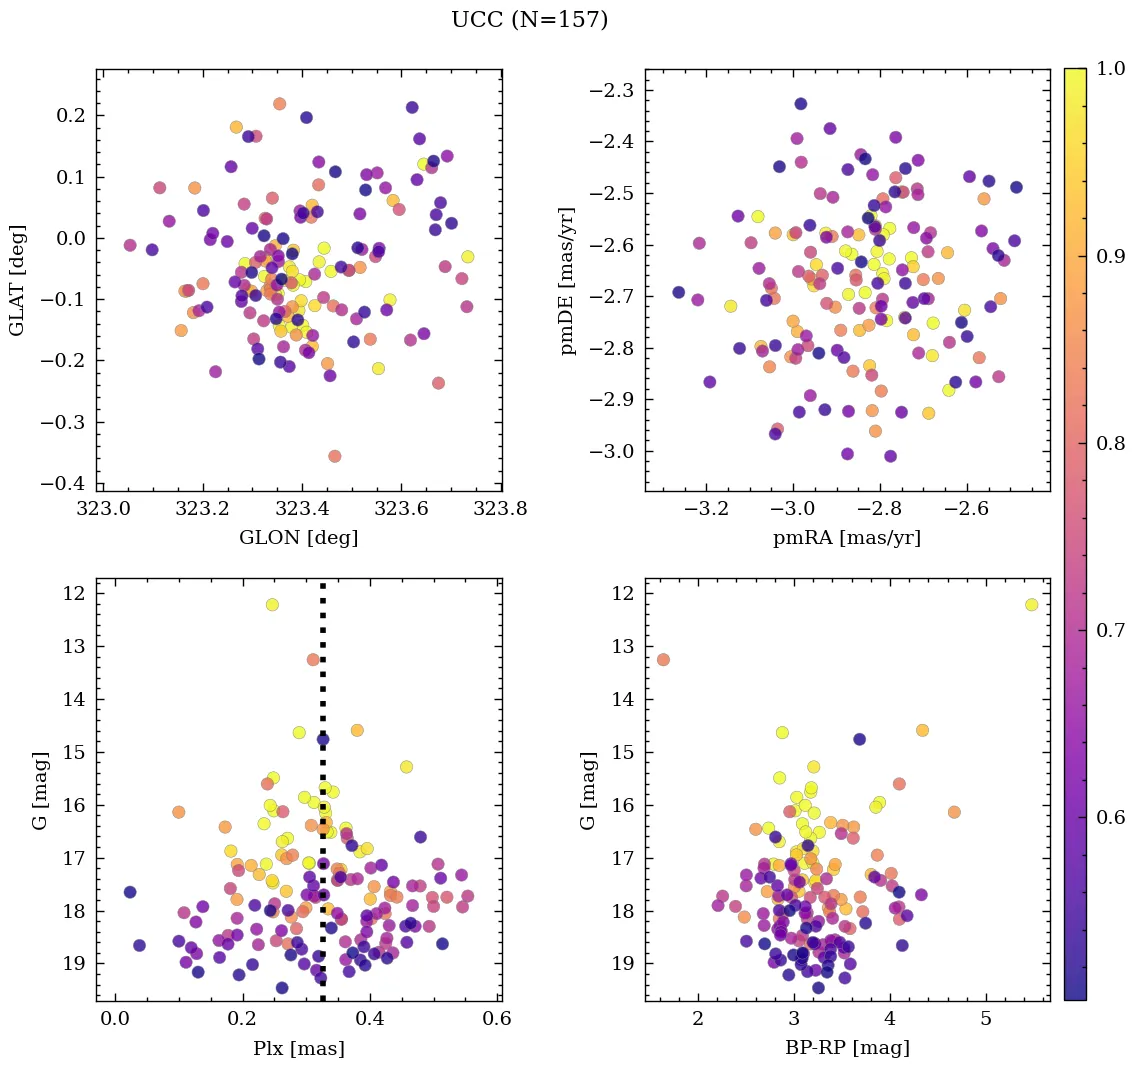 UCC (N=157)
0.2
0.1
0.0
−0.1
−0.2
−0.3
−0.4
GLAT [deg]
323.0 323.2 323.4 323.6 323.8
GLON [deg]
−2.3
−2.4
−2.5
−2.6
−2.7
−2.8
−2.9
−3.0
pmDE [mas/yr]
−3.2 −3.0 −2.8 −2.6
pmRA [mas/yr]
1.0
0.9
0.8
0.7
0.6
12
13
14
15
16
17
18
19
G [mag]
0.0 0.2 0.4 0.6
Plx [mas]
12
13
14
15
16
17
18
19
G [mag]
2 3 4 5
BP-RP [mag]